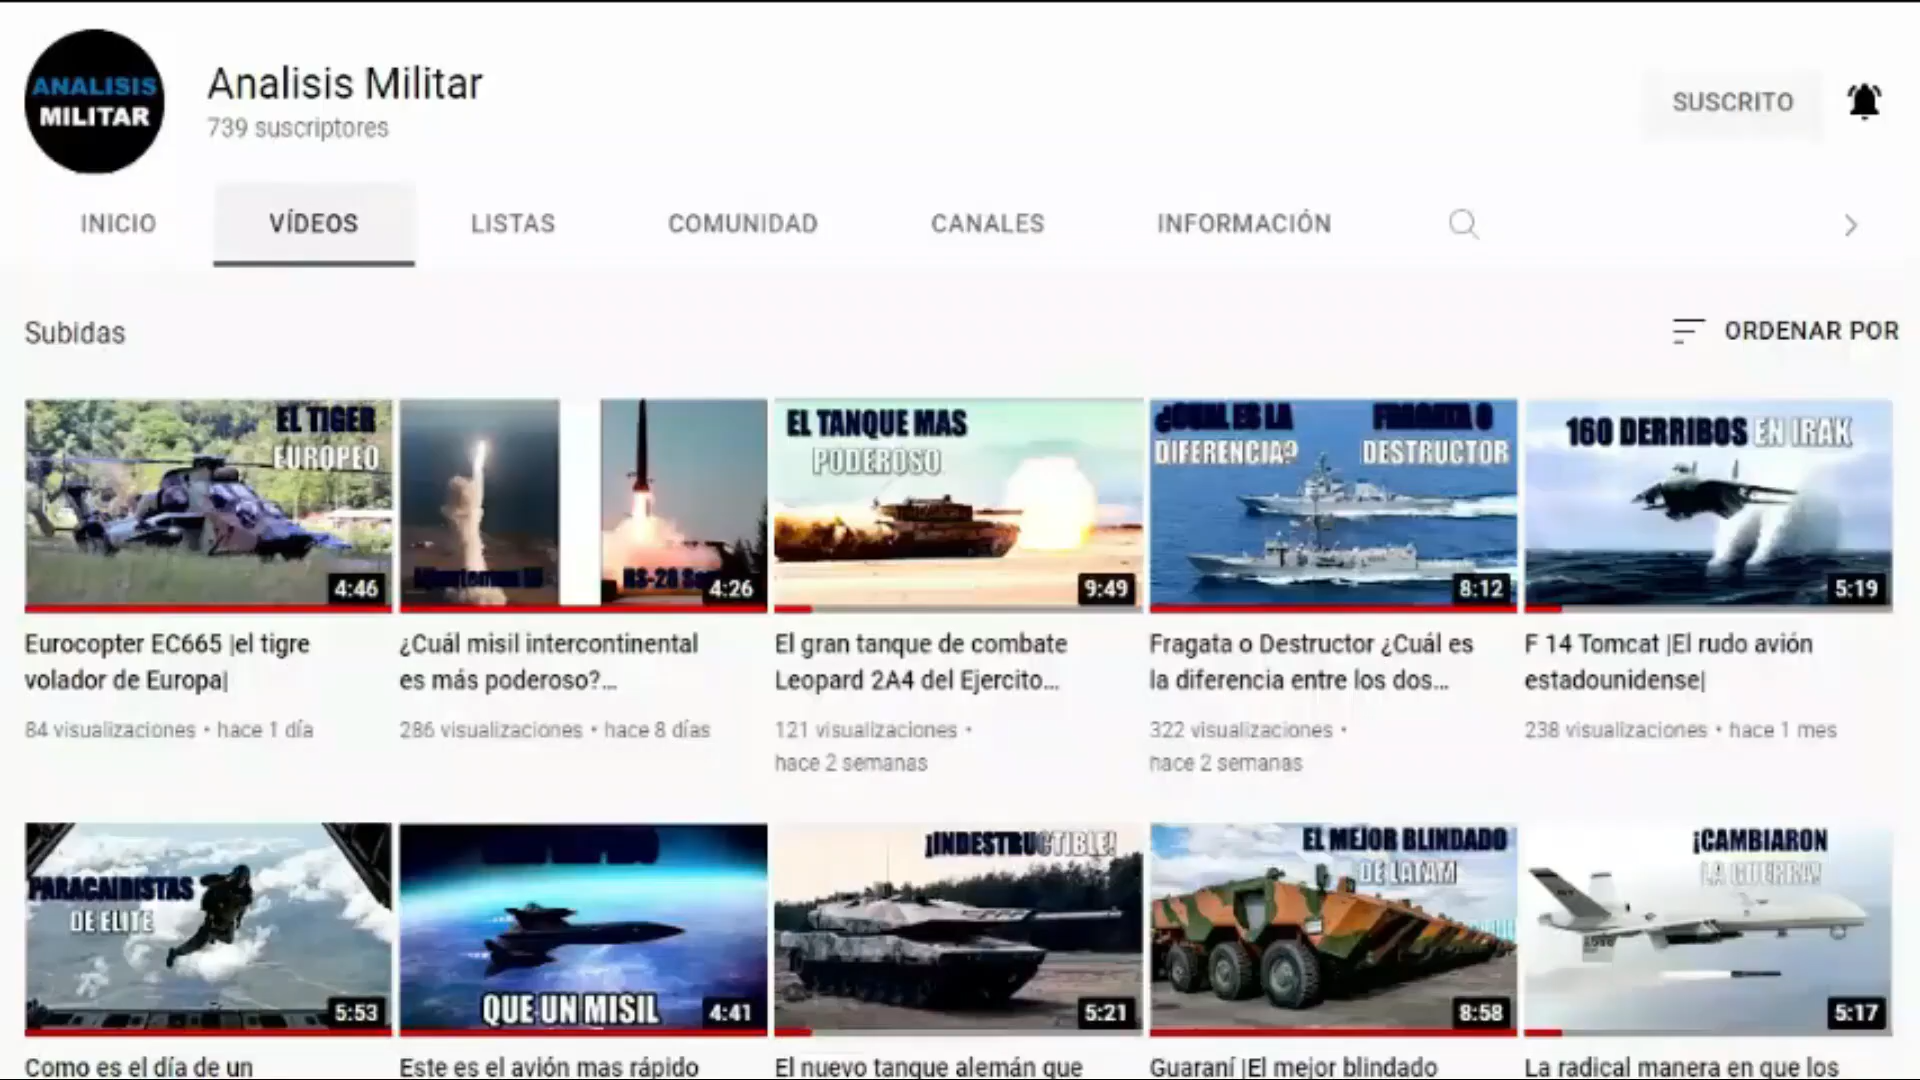 ANALISIS
MILITAR
Analisis Militar
739 suscriptores
SUSCRITO
INICIO
VÍDEOS
LISTAS
COMUNIDAD
CANALES
INFORMACIÓN
Subidas
ORDENAR POR
EL TIGER
EUROPEO
4:46
Minuteman III
RS-28
4:26
EL TANQUE MAS
PODEROSO
9:49
¿CUAL ES LA
DIFERENCIA?
FRAGATA O
DESTRUCTOR
8:12
160 DERRIBOS EN IRAK
5:19
Eurocopter EC665 |el tigre
volador de Europa|
84 visualizaciones • hace 1 día
¿Cuál misil intercontinental
es más poderoso?...
286 visualizaciones • hace 8 días
El gran tanque de combate
Leopard 2A4 del Ejercito...
121 visualizaciones •
hace 2 semanas
Fragata o Destructor ¿Cuál es
la diferencia entre los dos...
322 visualizaciones •
hace 2 semanas
F 14 Tomcat |El rudo avión
estadounidense|
238 visualizaciones • hace 1 mes
PARACAIDISTAS
DE ELITE
5:53
QUE UN MISIL
4:41
¡INDESTRUCTIBLE!
5:21
EL MEJOR BLINDADO
DE LATAM
8:58
¡CAMBIARON
LA GUERRA!
5:17
Como es el día de un
Este es el avión mas rápido
El nuevo tanque alemán que
Guaraní |El mejor blindado
La radical manera en que los